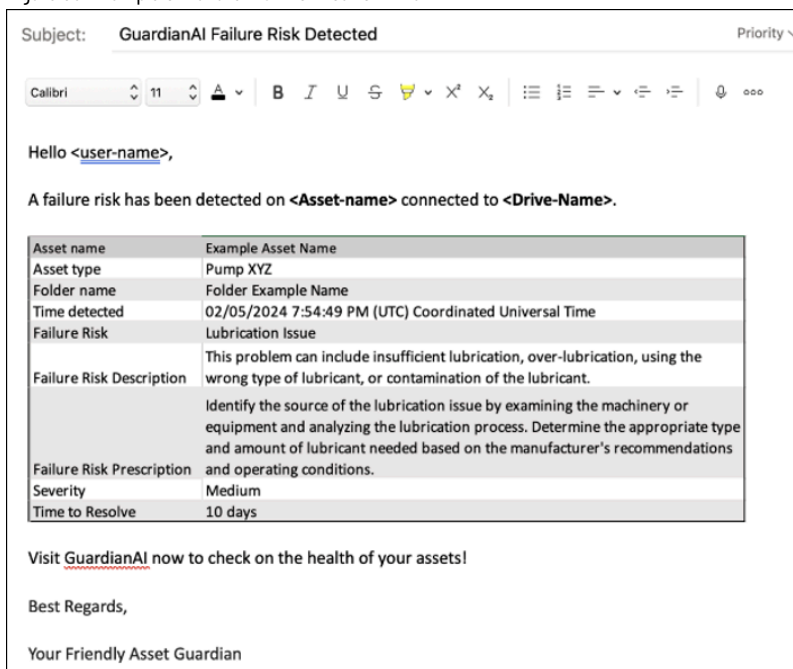 Subject: GuardianAI Failure Risk Detected Priority
Calibri 11 A B I U S X² X₂
Hello <user-name>,
A failure risk has been detected on <Asset-name> connected to <Drive-Name>.
Asset name Example Asset Name
Asset type Pump XYZ
Folder name Folder Example Name
Time detected 02/05/2024 7:54:49 PM (UTC) Coordinated Universal Time
Failure Risk Lubrication Issue
This problem can include insufficient lubrication, over-lubrication, using the
Failure Risk Description wrong type of lubricant, or contamination of the lubricant.
Identify the source of the lubrication issue by examining the machinery or
equipment and analyzing the lubrication process. Determine the appropriate type
and amount of lubricant needed based on the manufacturer's recommendations
Failure Risk Prescription and operating conditions.
Severity Medium
Time to Resolve 10 days
Visit GuardianAI now to check on the health of your assets!
Best Regards,
Your Friendly Asset Guardian